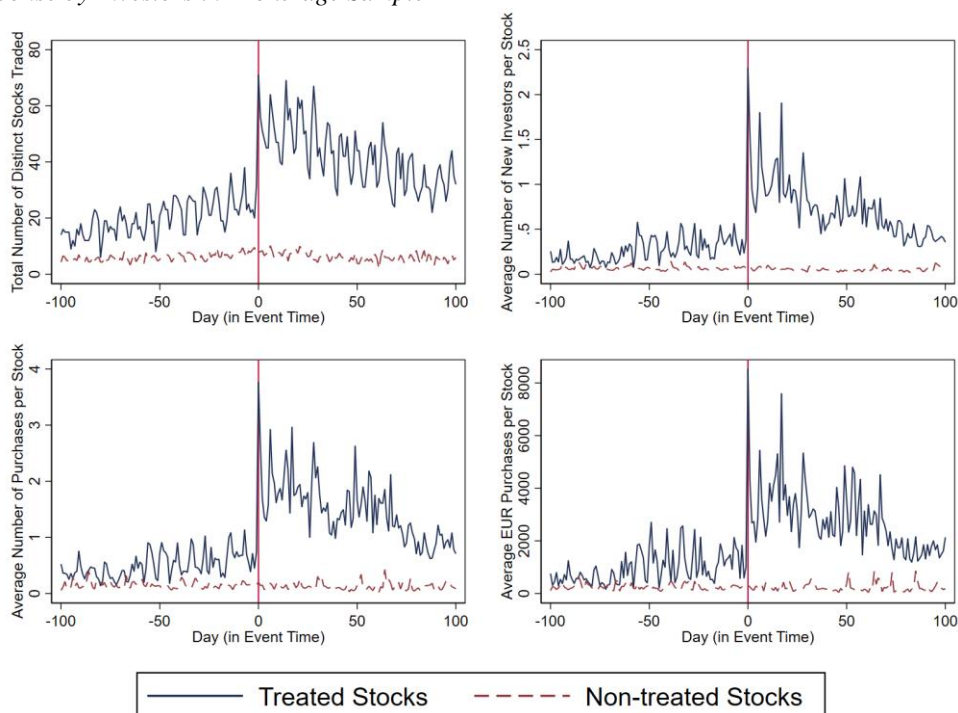 Total Number of Distinct Stocks Traded
80
60
40
20
0
-100 -50 0 50 100
Day (in Event Time)
Average Number of New Investors per Stock
2.5
2
1.5
1
.5
0
-100 -50 0 50 100
Day (in Event Time)
Average Number of Purchases per Stock
4
3
2
1
0
-100 -50 0 50 100
Day (in Event Time)
Average EUR Purchases per Stock
8000
6000
4000
2000
0
-100 -50 0 50 100
Day (in Event Time)
Treated Stocks Non-treated Stocks